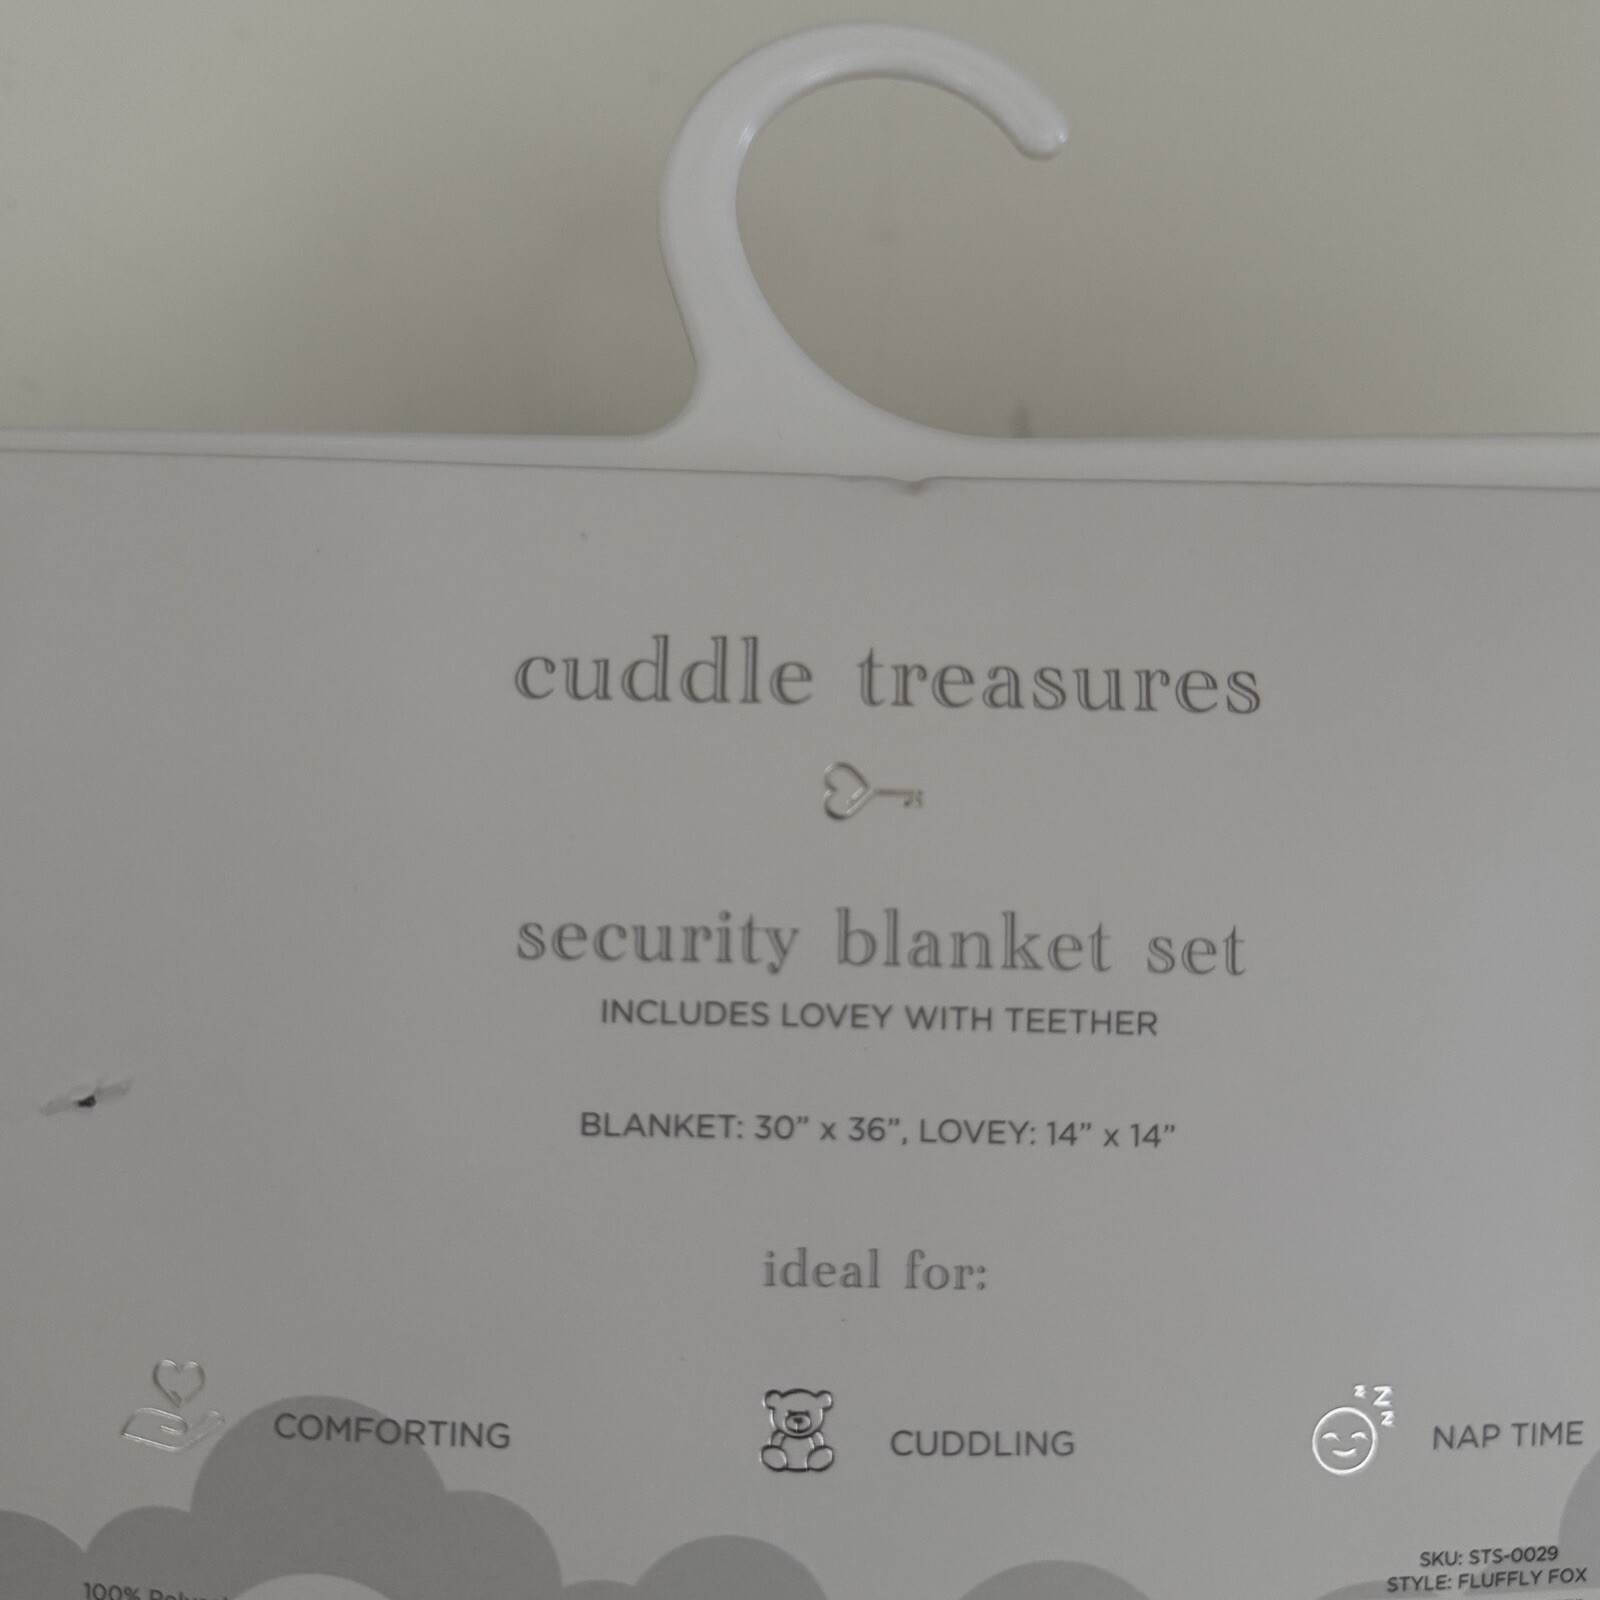 cuddle treasures
security blanket set
INCLUDES LOVEY WITH TEETHER
BLANKET: 30” x 36”, LOVEY: 14” x 14”
ideal for:
COMFORTING
CUDDLING
z Z z
NAP TIME
SKU: STS-0029
STYLE: FLUFFLY FOX
100%